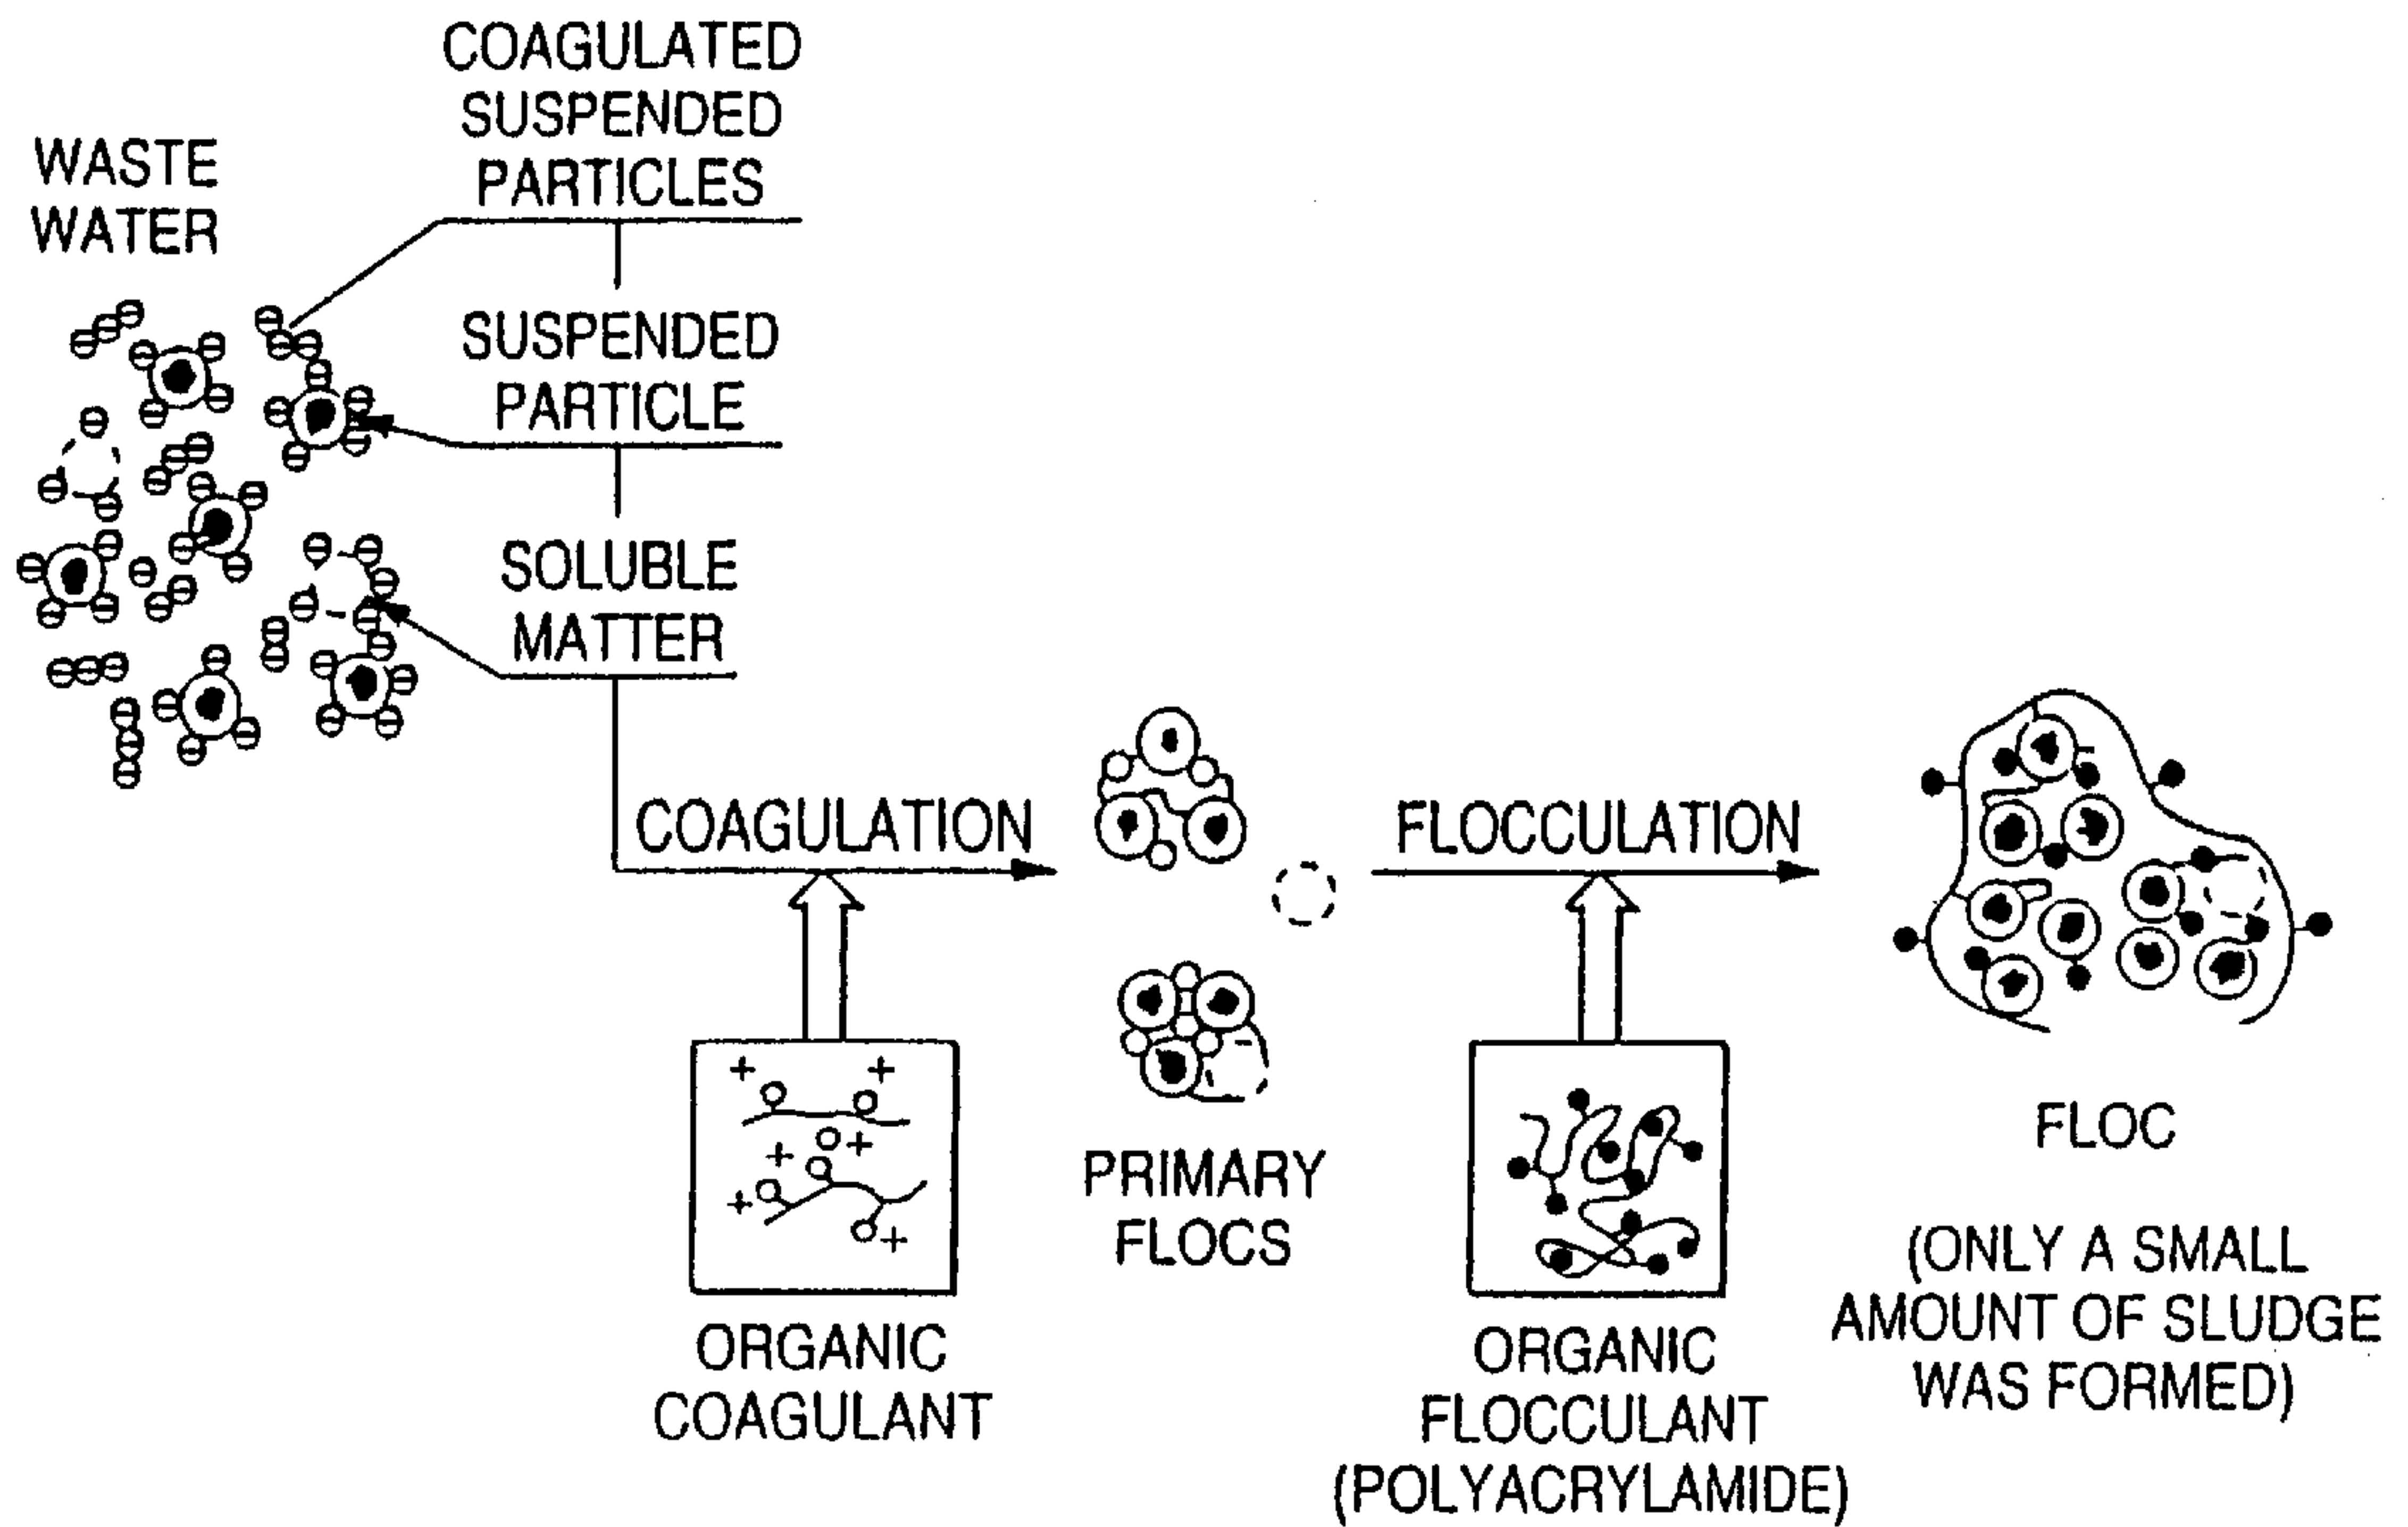 WASTE
WATER
COAGULATED
SUSPENDED
PARTICLES
SUSPENDED
PARTICLE
SOLUBLE
MATTER
COAGULATION
FLOCCULATION
+ +
+ +
+ +
ORGANIC
COAGULANT
PRIMARY
FLOCS
ORGANIC
FLOCCULANT
(POLYACRYLAMIDE)
FLOC
(ONLY A SMALL
AMOUNT OF SLUDGE
WAS FORMED)